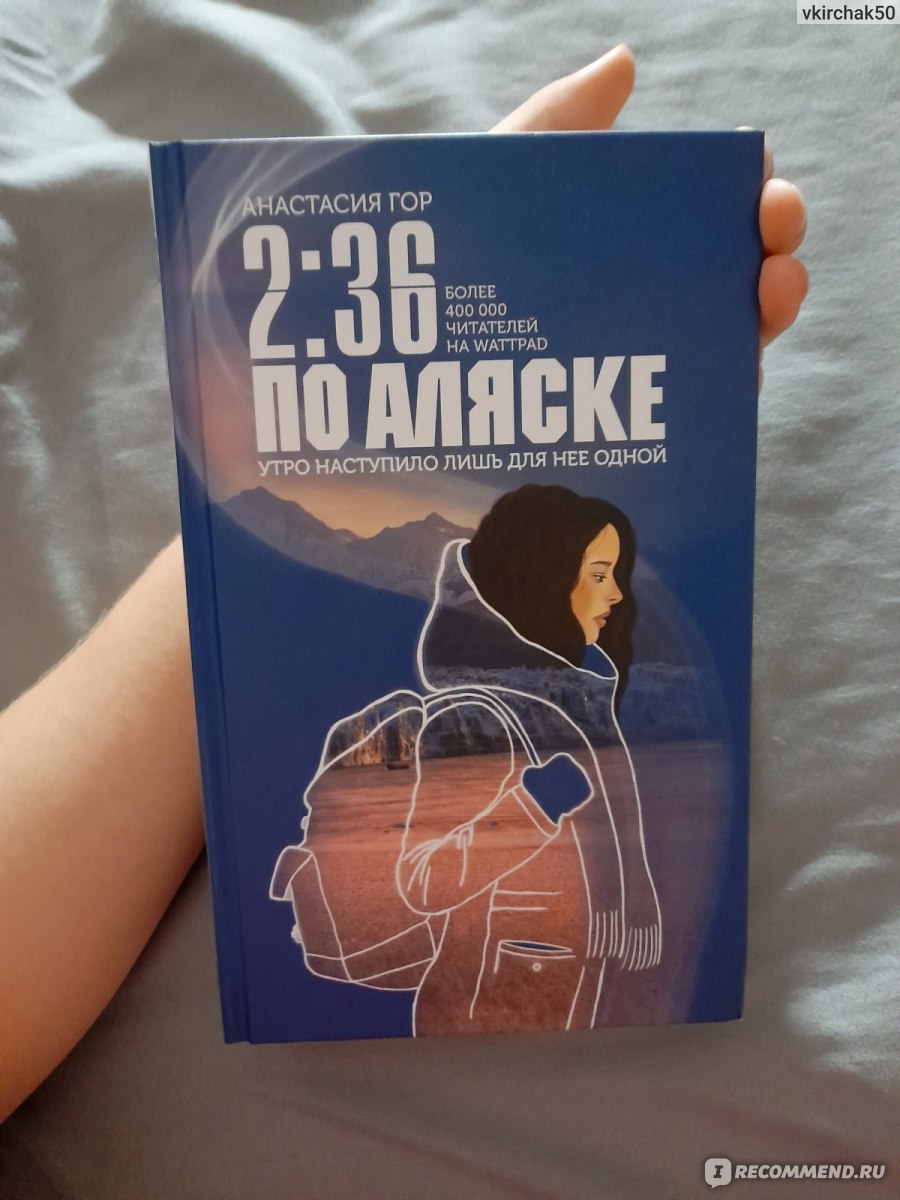 vkirchak50
АНАСТАСИЯ ГОР
2:36
БОЛЕЕ
400 000
ЧИТАТЕЛЕЙ
НА WATTPAD
ПО АЛЯСКЕ
УТРО НАСТУПИЛО ЛИШЬ ДЛЯ НЕЕ ОДНОЙ
I RECOMMEND.RU